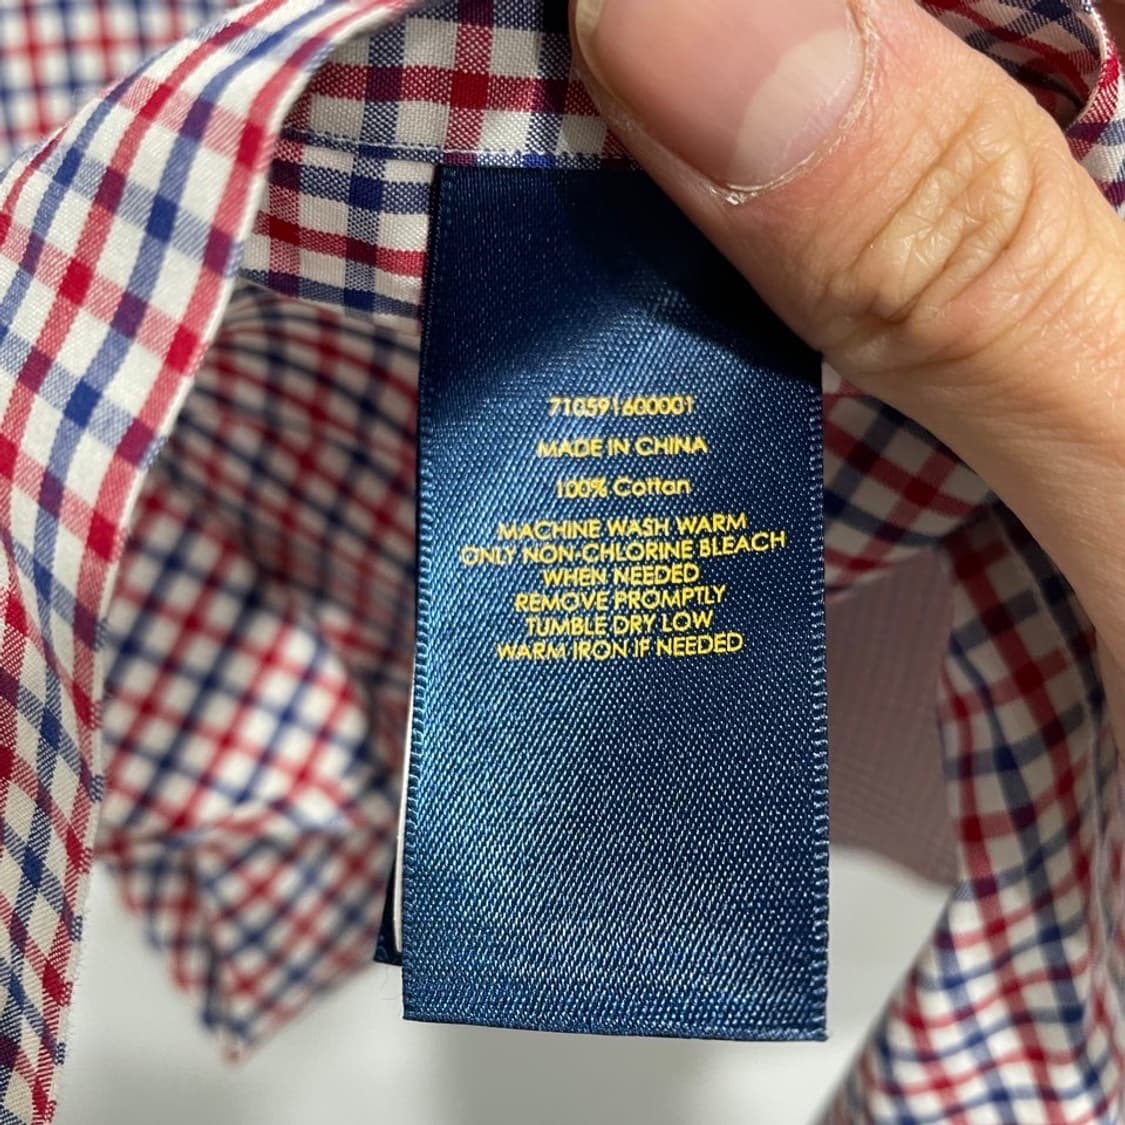 710591600001
MADE IN CHINA
100% Cotton
MACHINE WASH WARM
ONLY NON-CHLORINE BLEACH
WHEN NEEDED
REMOVE PROMPTLY
TUMBLE DRY LOW
WARM IRON IF NEEDED